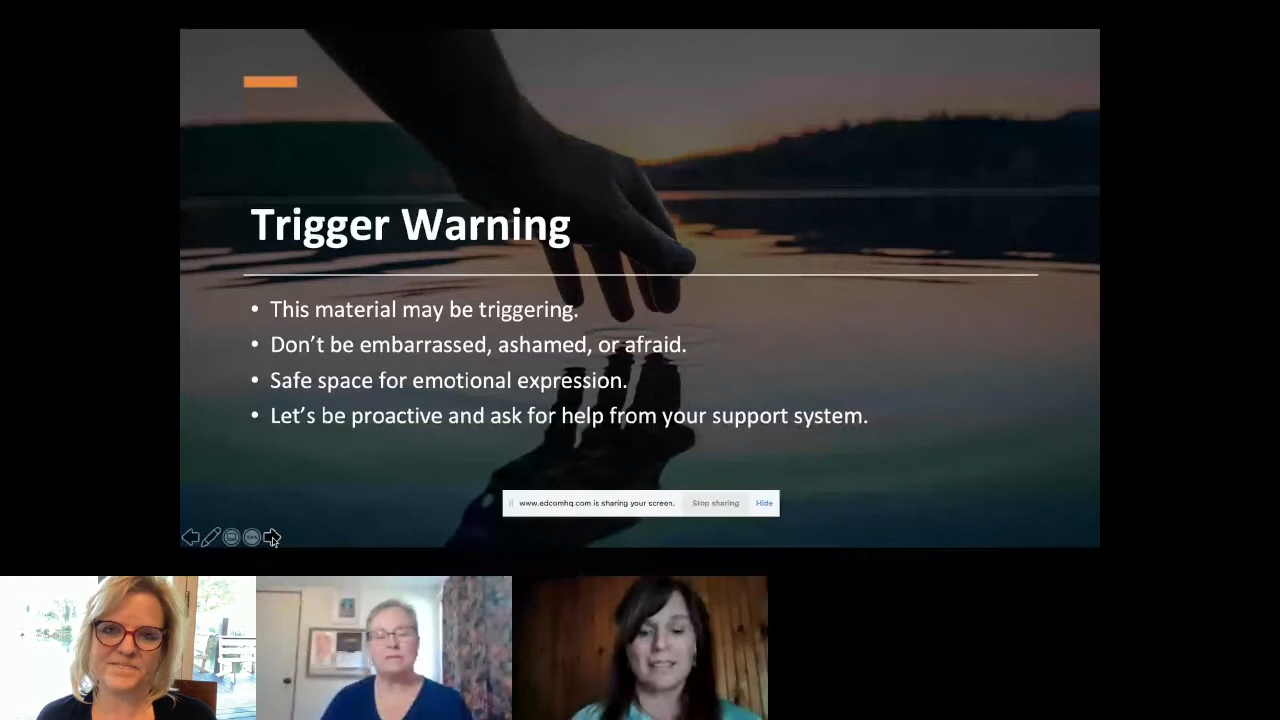 Trigger Warning
• This material may be triggering.
• Don't be embarrassed, ashamed, or afraid.
• Safe space for emotional expression.
• Let's be proactive and ask for help from your support system.
www.edcomhq.com is sharing your screen. Stop sharing Hide